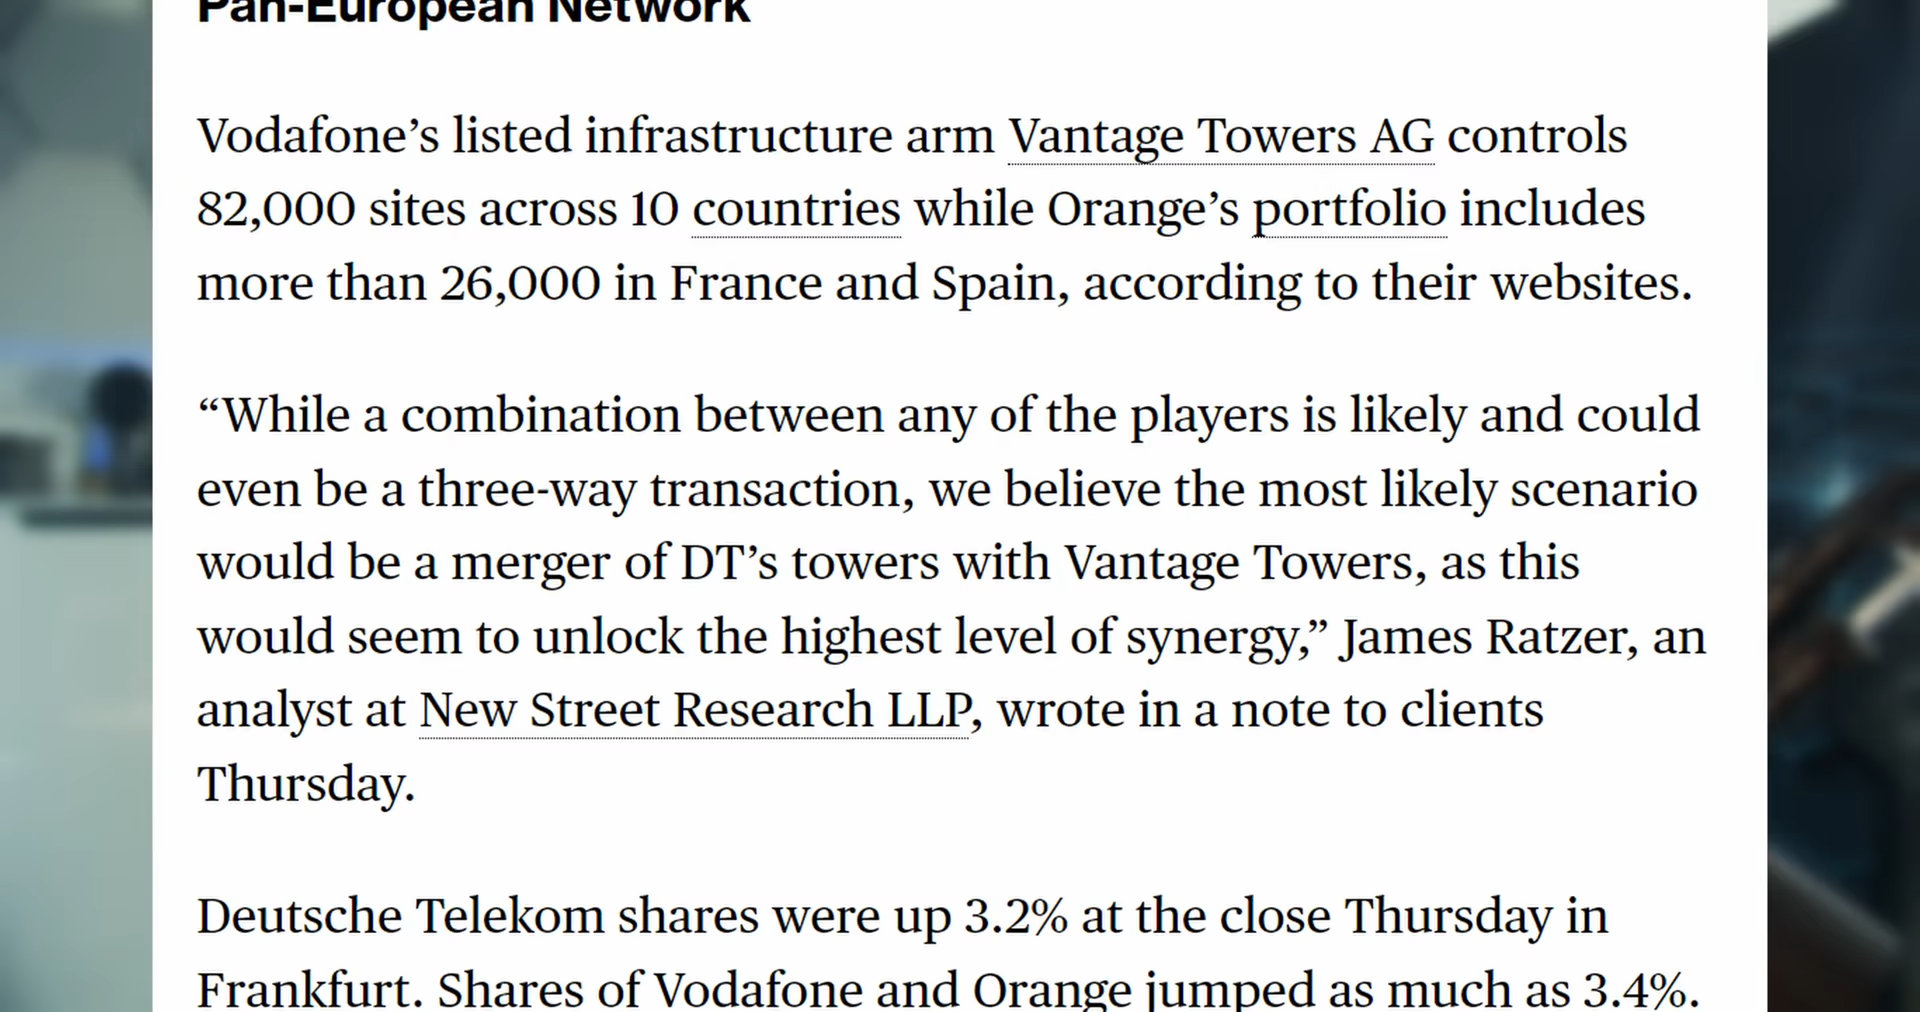 Pan-European Network
Vodafone’s listed infrastructure arm Vantage Towers AG controls
82,000 sites across 10 countries while Orange’s portfolio includes
more than 26,000 in France and Spain, according to their websites.
“While a combination between any of the players is likely and could
even be a three-way transaction, we believe the most likely scenario
would be a merger of DT’s towers with Vantage Towers, as this
would seem to unlock the highest level of synergy,” James Ratzer, an
analyst at New Street Research LLP, wrote in a note to clients
Thursday.
Deutsche Telekom shares were up 3.2% at the close Thursday in
Frankfurt. Shares of Vodafone and Orange jumped as much as 3.4%.